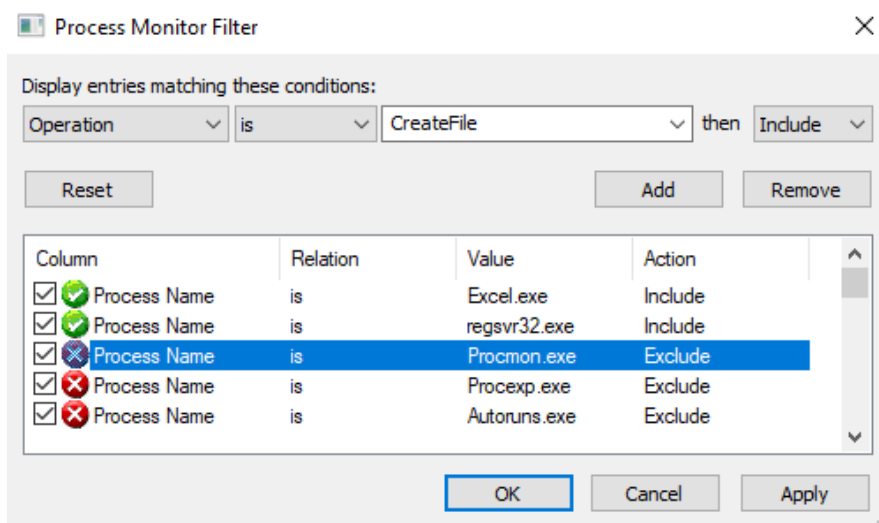 Process Monitor Filter
Display entries matching these conditions:
Operation is CreateFile then Include
Reset Add Remove
Column Relation Value Action
Process Name is Excel.exe Include
Process Name is regsvr32.exe Include
Process Name is Procmon.exe Exclude
Process Name is Procexp.exe Exclude
Process Name is Autoruns.exe Exclude
OK Cancel Apply